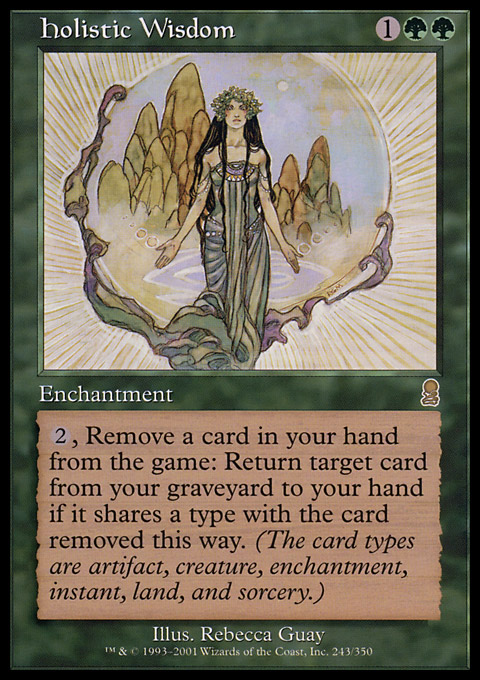 Holistic Wisdom 1
Enchantment
2, Remove a card in your hand
from the game: Return target card
from your graveyard to your hand
if it shares a type with the card
removed this way. (The card types
are artifact, creature, enchantment,
instant, land, and sorcery.)
Illus. Rebecca Guay
™ & © 1993–2001 Wizards of the Coast, Inc. 243/350